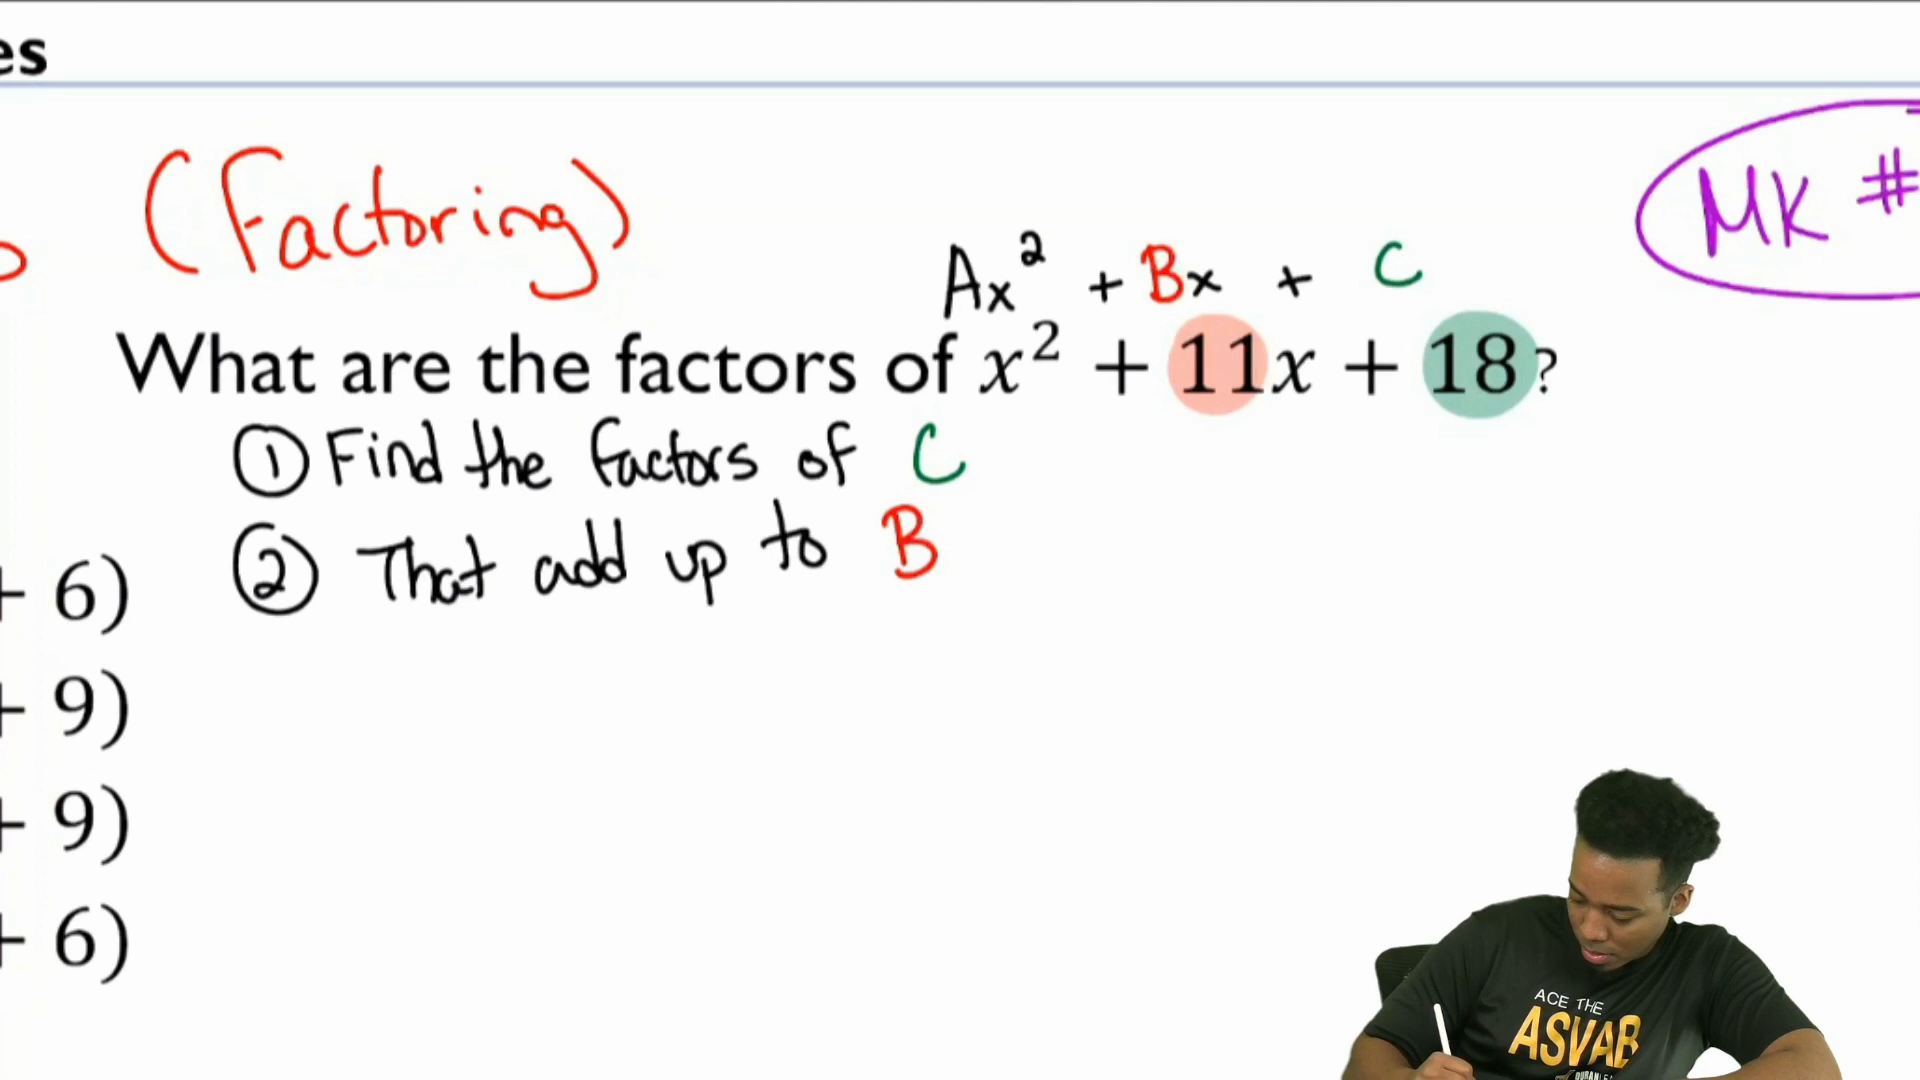 es
(Factoring)
MK #
Ax² + Bx + C
What are the factors of x² + 11x + 18?
① Find the factors of C
② That add up to B
+ 6)
+ 9)
+ 9)
+ 6)
ACE THE
ASVAB